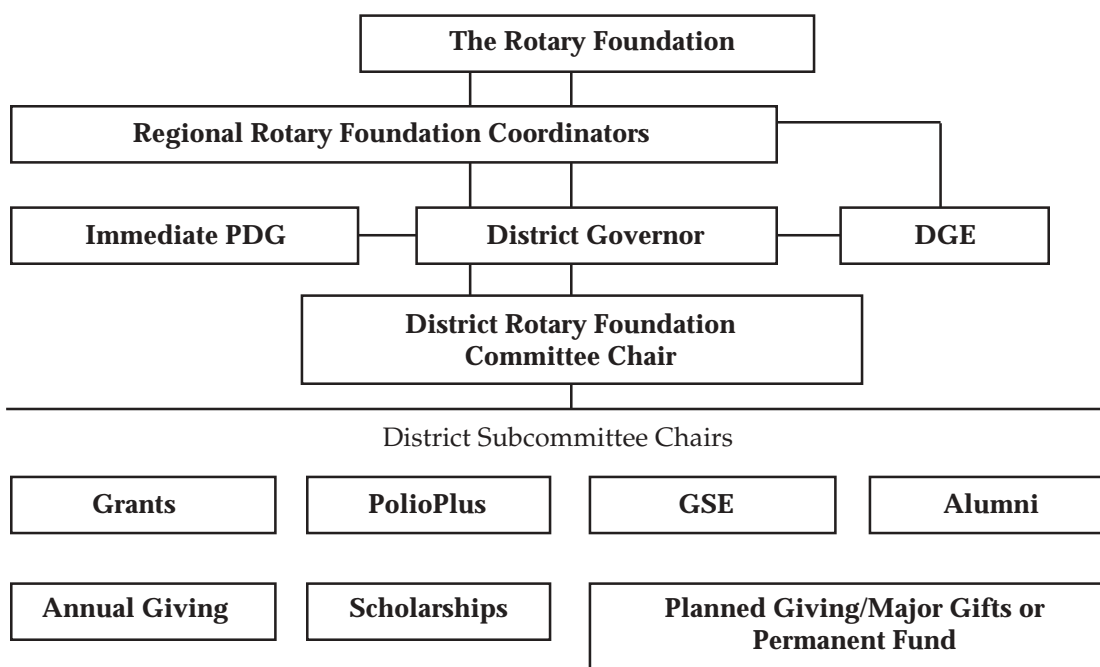 The Rotary Foundation
Regional Rotary Foundation Coordinators
Immediate PDG
District Governor
DGE
District Rotary Foundation
Committee Chair
District Subcommittee Chairs
Grants
PolioPlus
GSE
Alumni
Annual Giving
Scholarships
Planned Giving/Major Gifts or
Permanent Fund